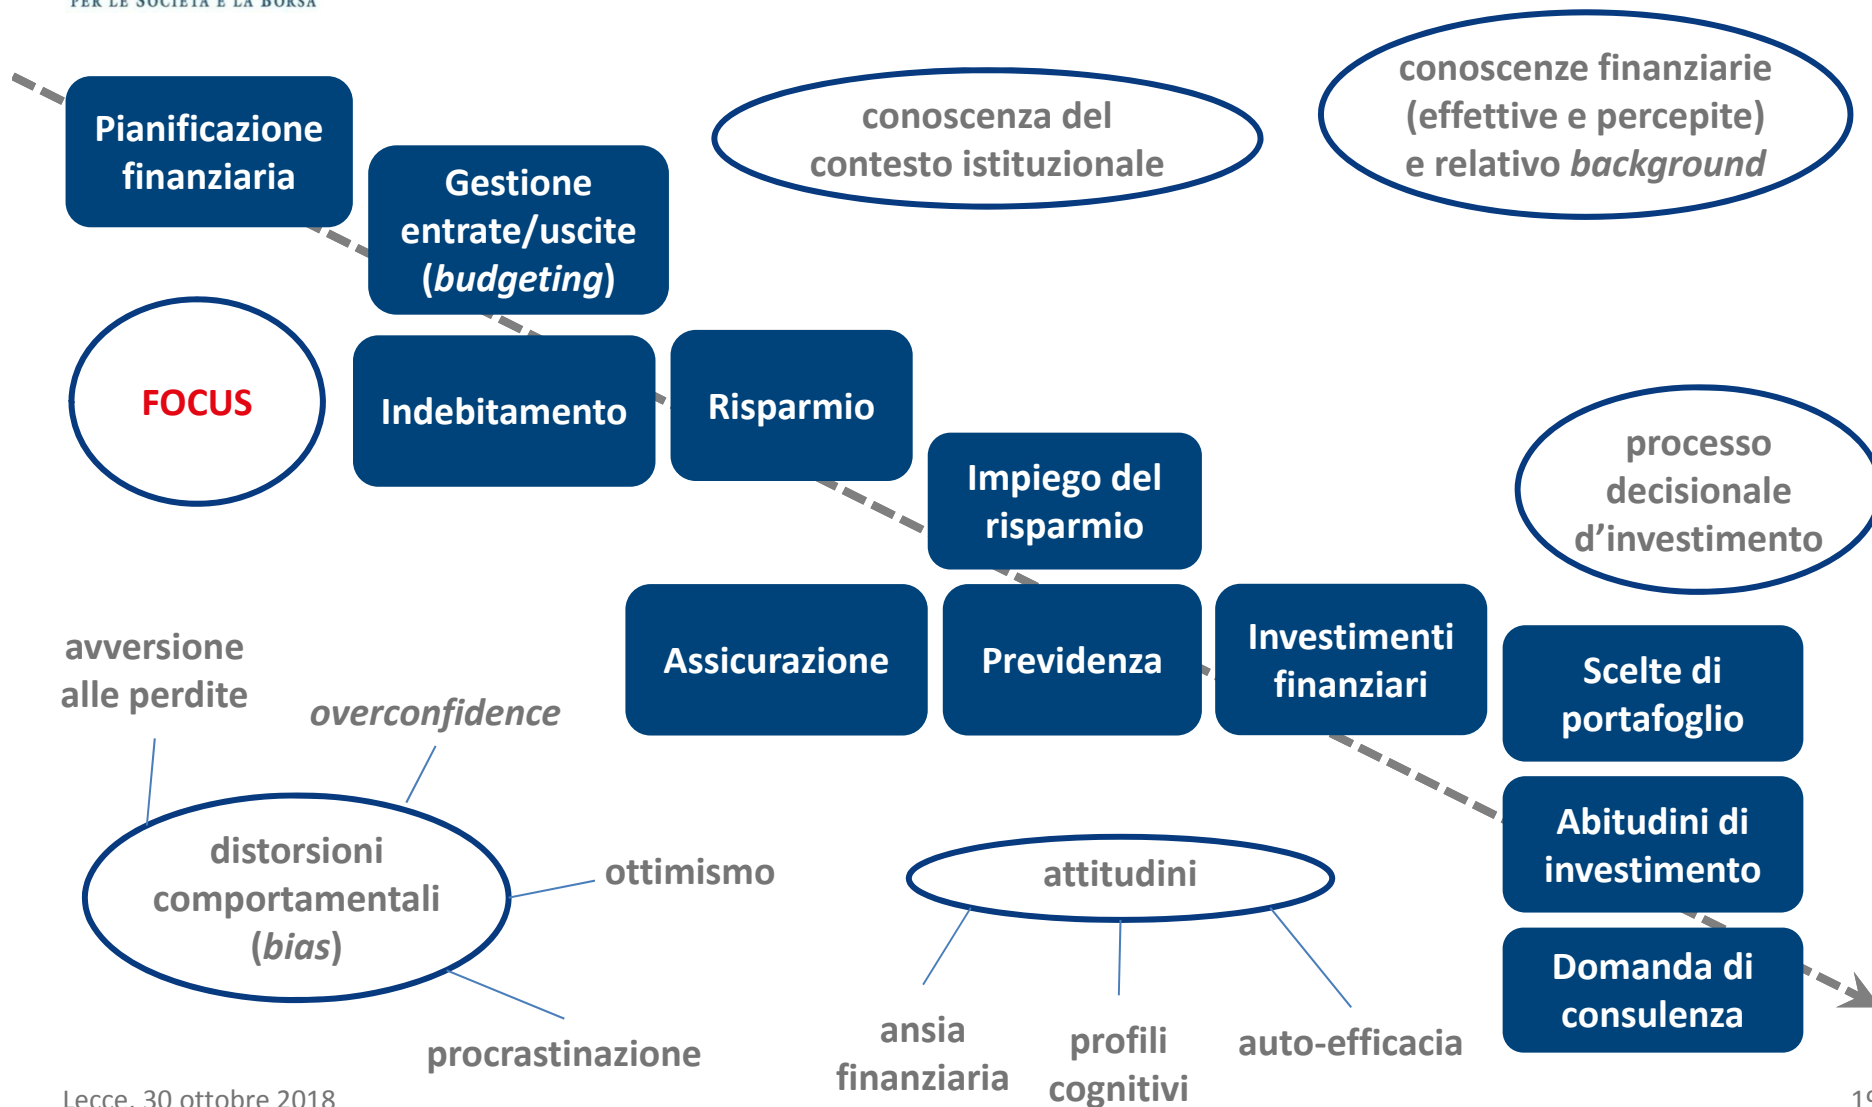 PER LE SOCIETÀ E LA BORSA
Pianificazione
finanziaria
Gestione
entrate/uscite
(budgeting)
conoscenza del
contesto istituzionale
conoscenze finanziarie
(effettive e percepite)
e relativo background
FOCUS
Indebitamento
Risparmio
Impiego del
risparmio
processo
decisionale
d’investimento
Assicurazione
Previdenza
Investimenti
finanziari
Scelte di
portafoglio
Abitudini di
investimento
Domanda di
consulenza
avversione
alle perdite
overconfidence
distorsioni
comportamentali
(bias)
ottimismo
procrastinazione
attitudini
ansia
finanziaria
profili
cognitivi
auto-efficacia
Lecce, 30 ottobre 2018
19